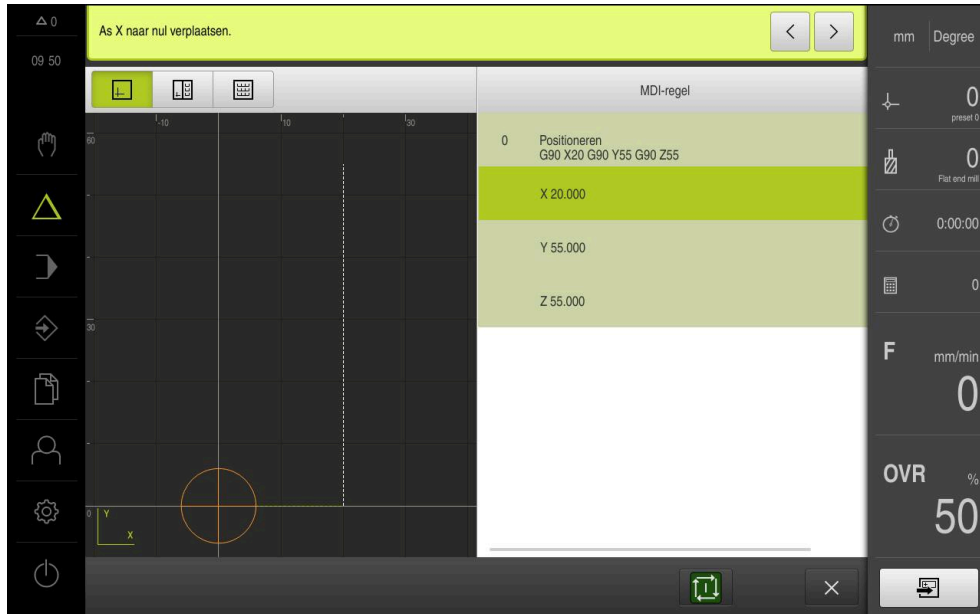 0
09 50
As X naar nul verplaatsen.
-10
10
30
60
30
0
Y
X
MDI-regel
0 Positioneren
G90 X20 G90 Y55 G90 Z55
X 20.000
Y 55.000
Z 55.000
mm Degree
0
preset 0
0
Flat end mill
0:00:00
0
F mm/min
0
OVR %
50